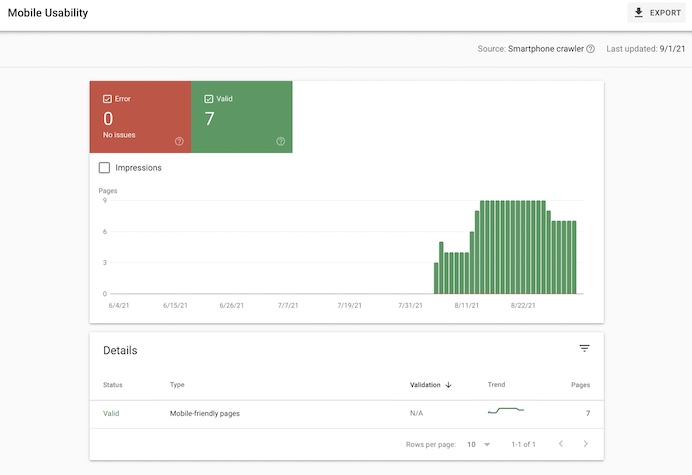 Mobile Usability
EXPORT
Source: Smartphone crawler
Last updated: 9/1/21
Error
0
No issues
Valid
7
Impressions
Pages
9
6
3
0
6/4/21 6/15/21 6/26/21 7/7/21 7/19/21 7/31/21 8/11/21 8/22/21
Details
Status Type Validation Trend Pages
Valid Mobile-friendly pages N/A 7
Rows per page: 10 1-1 of 1